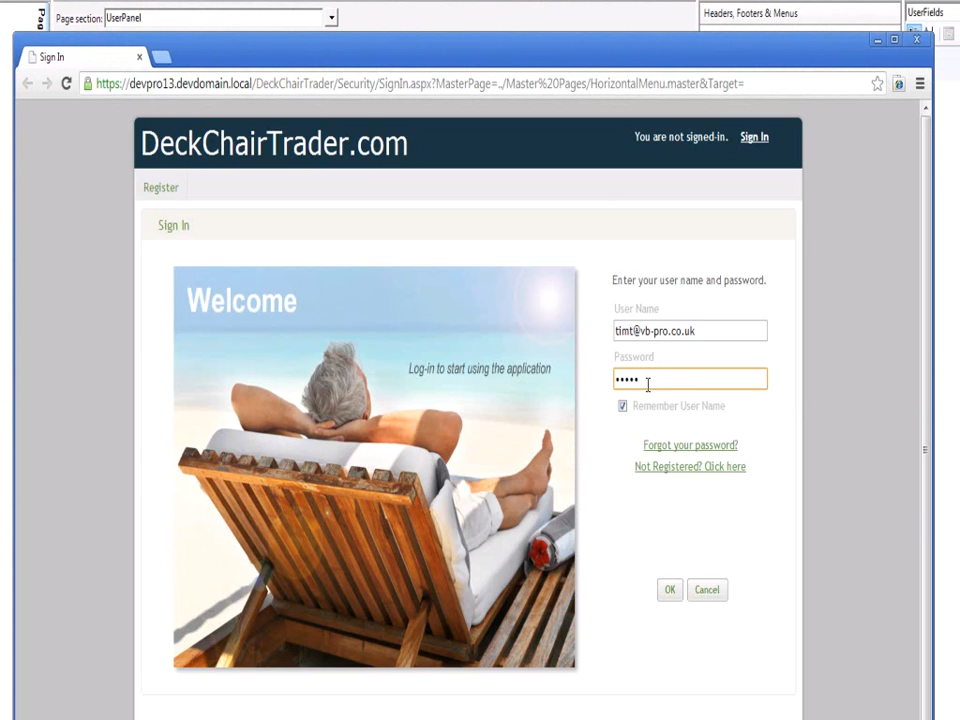 Pag
Page section: UserPanel
Headers, Footers & Menus
UserFields
Sign In
https://devpro13.devdomain.local/DeckChairTrader/Security/SignIn.aspx?MasterPage=../Master%20Pages/HorizontalMenu.master&Target=
DeckChairTrader.com
You are not signed-in. Sign In
Register
Sign In
Welcome
Log-in to start using the application
Enter your user name and password.
User Name
timt@vb-pro.co.uk
Password
•••••
Remember User Name
Forgot your password?
Not Registered? Click here
OK
Cancel